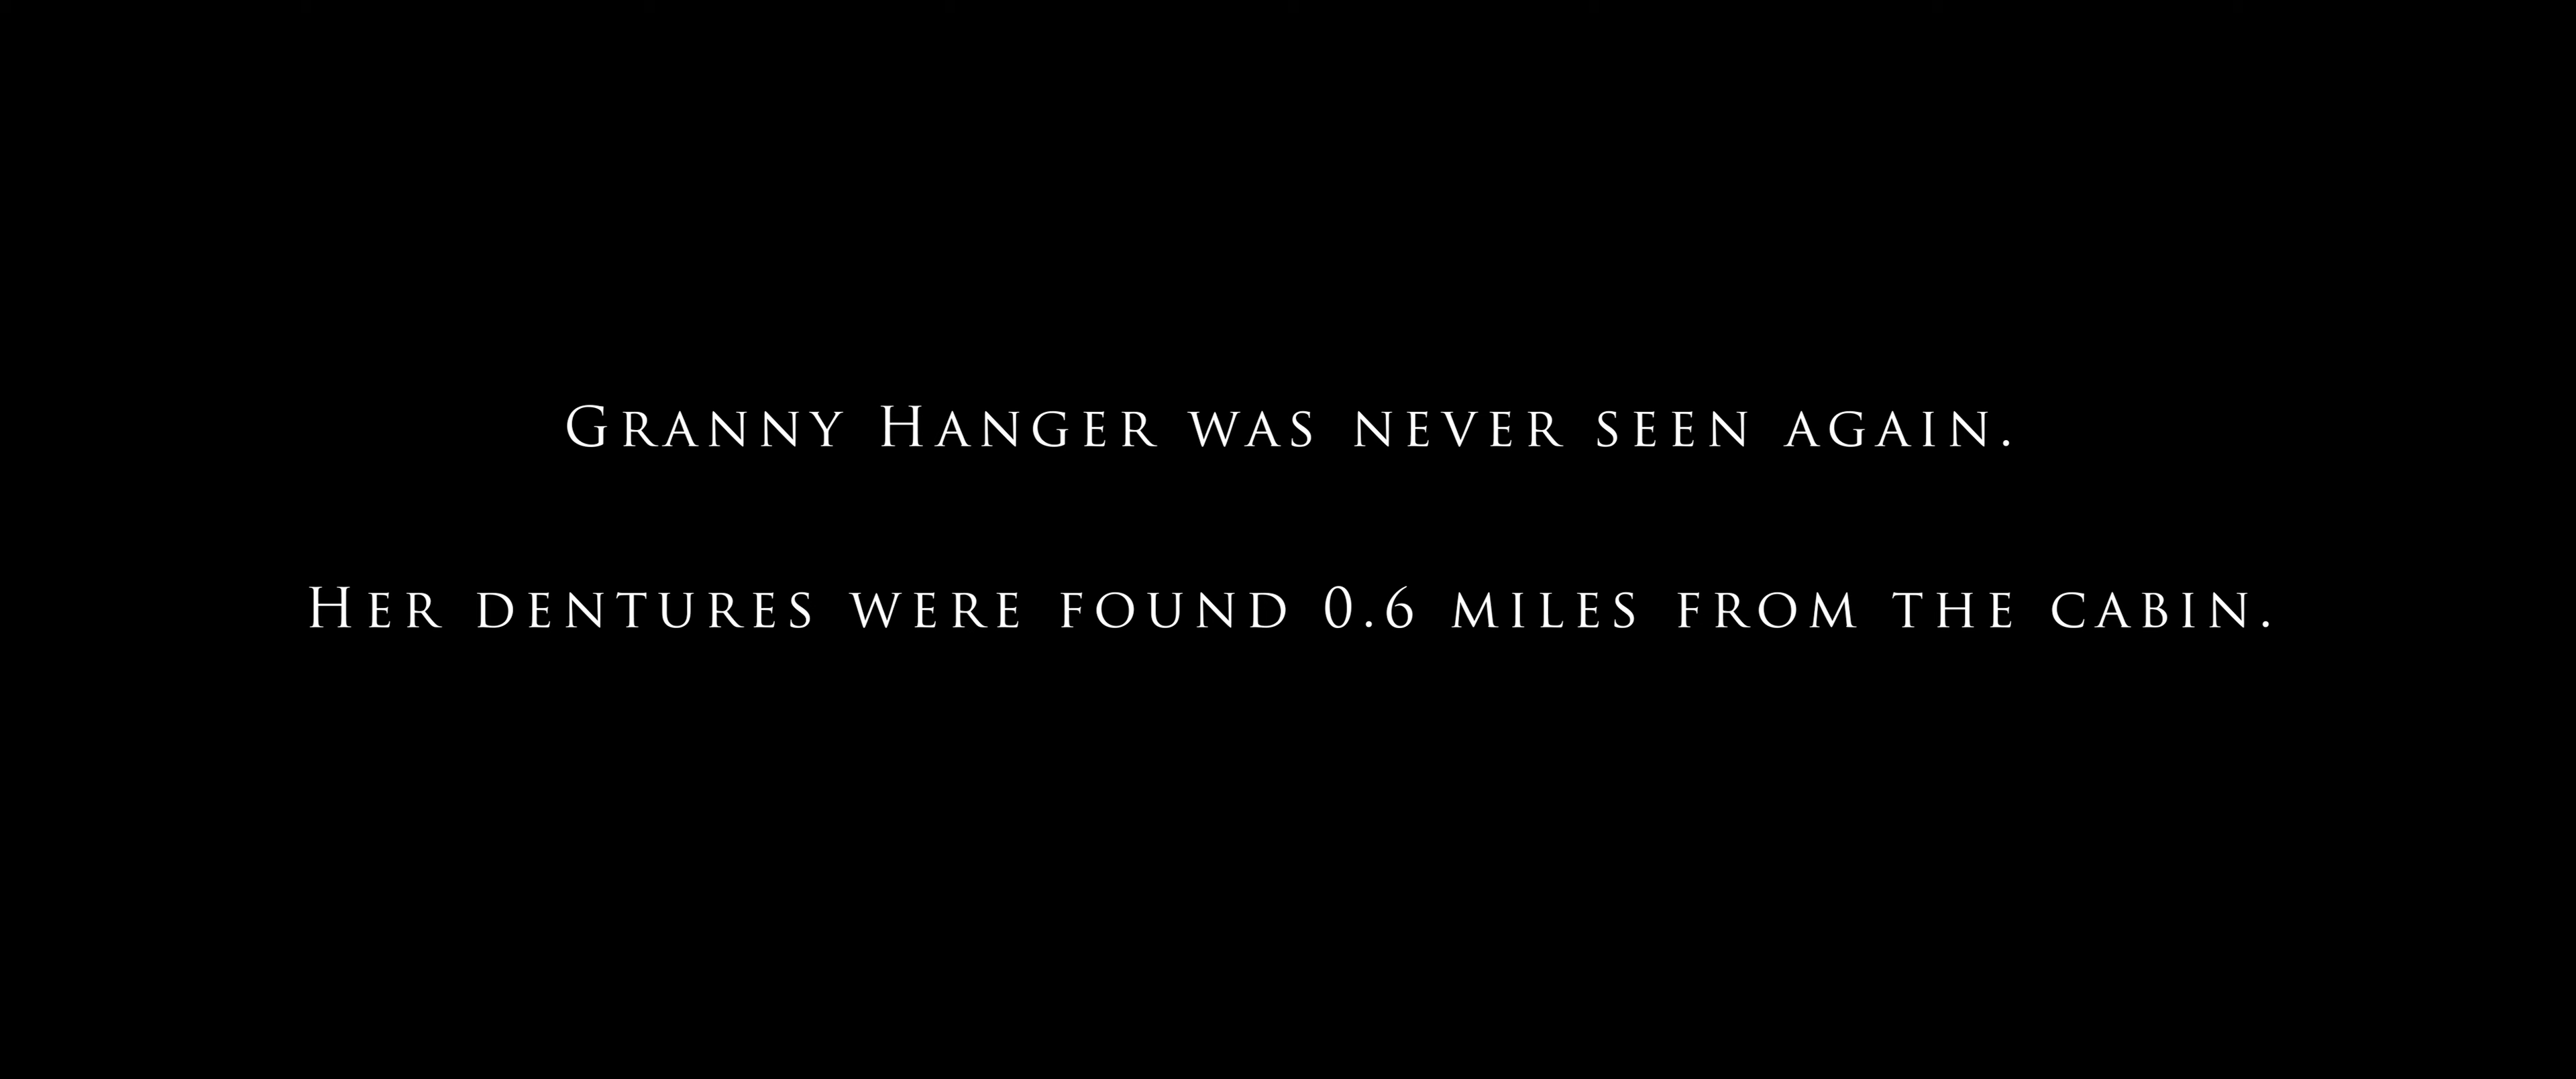 Granny Hanger was never seen again.
Her dentures were found 0.6 miles from the cabin.